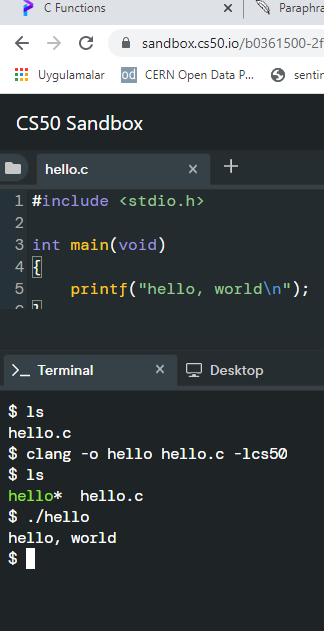 C Functions × Paraphra
sandbox.cs50.io/b0361500-2f
Uygulamalar od CERN Open Data P... sentin
CS50 Sandbox
hello.c × +
1 #include <stdio.h>
2
3 int main(void)
4 {
5     printf("hello, world\n");
6 }
>_ Terminal × Desktop
$ ls
hello.c
$ clang -o hello hello.c -lcs50
$ ls
hello*  hello.c
$ ./hello
hello, world
$